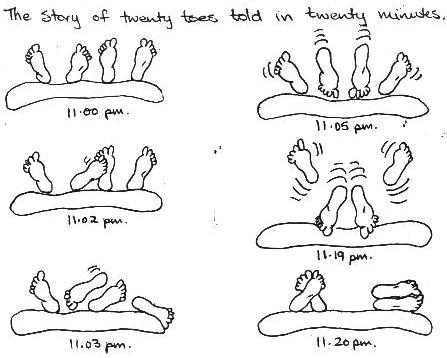 The Story of twenty toes told in twenty minutes.
11.00 pm.
11.02 pm.
11.03 pm.
11.05 pm.
11.19 pm.
11.20 pm.